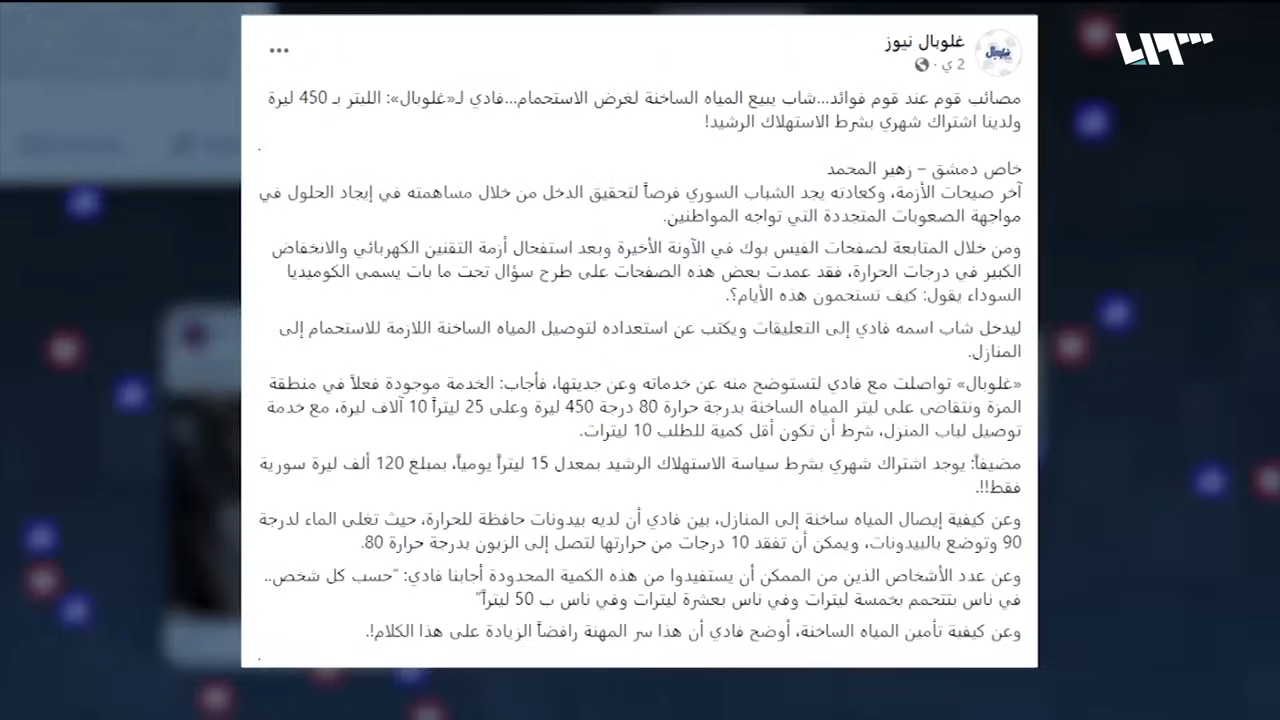 غلوبال نيوز
2 ي
غلوبال
مصائب قوم عند قوم فوائد...شاب يبيع المياه الساخنة لغرض الاستحمام...فادي لـ«غلوبال»: الليتر بـ 450 ليرة
ولدينا اشتراك شهري بشرط الاستهلاك الرشيد!
.
خاص دمشق – زهير المحمد
آخر صيحات الأزمة، وكعادته يجد الشباب السوري فرصاً لتحقيق الدخل من خلال مساهمته في إيجاد الحلول في
مواجهة الصعوبات المتجددة التي تواجه المواطنين.
ومن خلال المتابعة لصفحات الفيس بوك في الآونة الأخيرة وبعد استفحال أزمة التقنين الكهربائي والانخفاض
الكبير في درجات الحرارة، فقد عمدت بعض هذه الصفحات على طرح سؤال تحت ما بات يسمى الكوميديا
السوداء يقول: كيف تستحمون هذه الأيام؟.
ليدخل شاب اسمه فادي إلى التعليقات ويكتب عن استعداده لتوصيل المياه الساخنة اللازمة للاستحمام إلى
المنازل.
«غلوبال» تواصلت مع فادي لتستوضح منه عن خدماته وعن جديتها، فأجاب: الخدمة موجودة فعلاً في منطقة
المزة ونتقاضى على ليتر المياه الساخنة بدرجة حرارة 80 درجة 450 ليرة وعلى 25 ليتراً 10 آلاف ليرة، مع خدمة
توصيل لباب المنزل، شرط أن تكون أقل كمية للطلب 10 ليترات.
مضيفاً: يوجد اشتراك شهري بشرط سياسة الاستهلاك الرشيد بمعدل 15 ليتراً يومياً، بمبلغ 120 ألف ليرة سورية
فقط!!.
وعن كيفية إيصال المياه ساخنة إلى المنازل، بين فادي أن لديه بيدونات حافظة للحرارة، حيث تغلى الماء لدرجة
90 وتوضع بالبيدونات، ويمكن أن تفقد 10 درجات من حرارتها لتصل إلى الزبون بدرجة حرارة 80.
وعن عدد الأشخاص الذين من الممكن أن يستفيدوا من هذه الكمية المحدودة أجابنا فادي: “حسب كل شخص..
في ناس بتتحمم بخمسة ليترات وفي ناس بعشرة ليترات وفي ناس ب 50 ليتراً”
وعن كيفية تأمين المياه الساخنة، أوضح فادي أن هذا سر المهنة رافضاً الزيادة على هذا الكلام!.
.